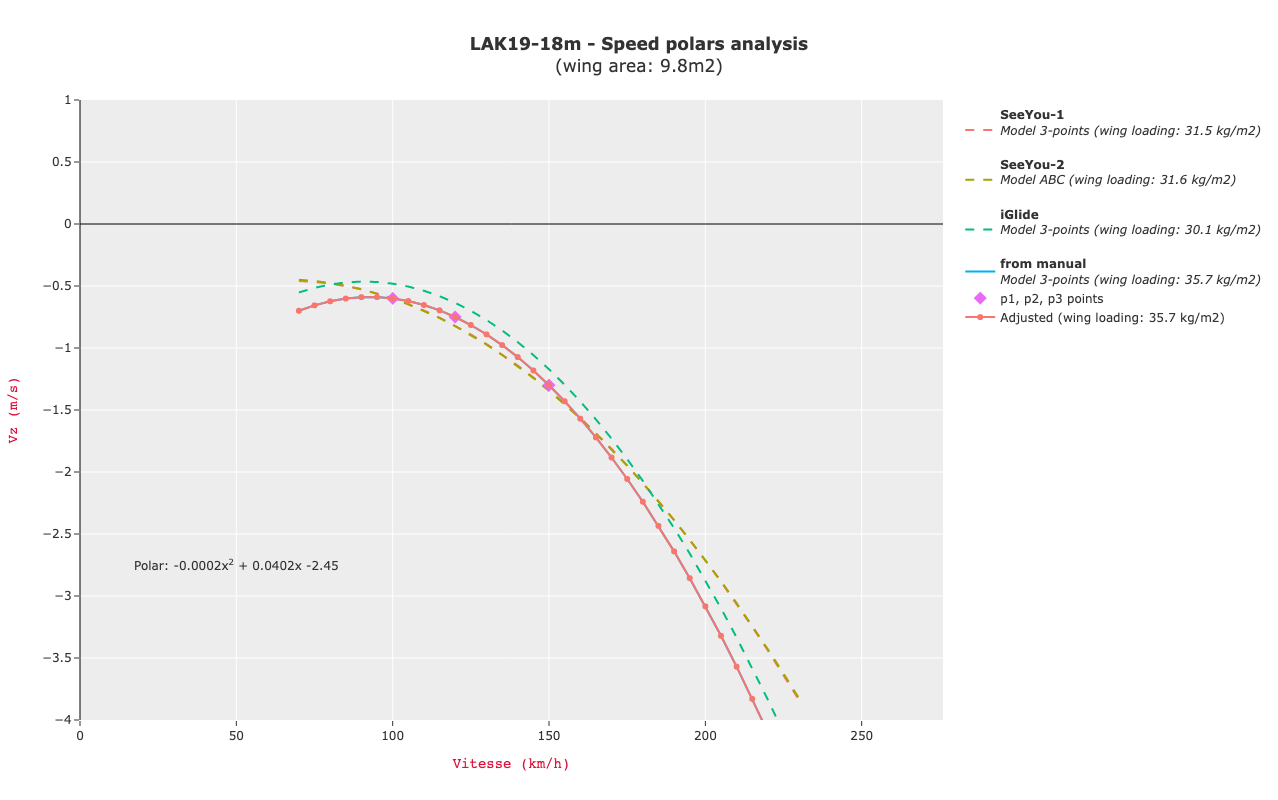 LAK19-18m - Speed polars analysis
(wing area: 9.8m2)
SeeYou-1
Model 3-points (wing loading: 31.5 kg/m2)
SeeYou-2
Model ABC (wing loading: 31.6 kg/m2)
iGlide
Model 3-points (wing loading: 30.1 kg/m2)
from manual
Model 3-points (wing loading: 35.7 kg/m2)
p1, p2, p3 points
Adjusted (wing loading: 35.7 kg/m2)
1
0.5
0
−0.5
−1
−1.5
−2
−2.5
−3
−3.5
−4
Vz (m/s)
Polar: -0.0002x² + 0.0402x -2.45
0 50 100 150 200 250
Vitesse (km/h)